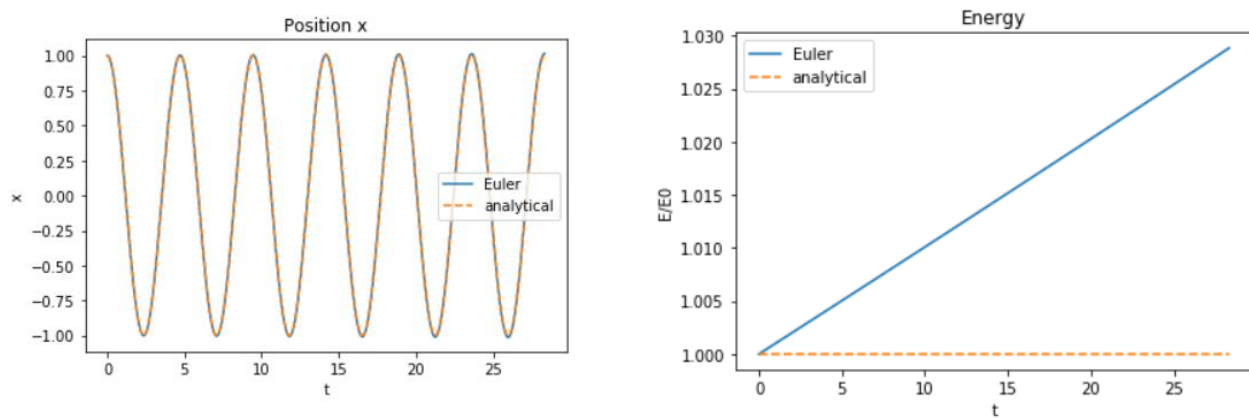 Position x
1.00
0.75
0.50
0.25
0.00
−0.25
−0.50
−0.75
−1.00
x
Euler
analytical
0 5 10 15 20 25
t
Energy
1.030
1.025
1.020
1.015
1.010
1.005
1.000
E/E0
Euler
analytical
0 5 10 15 20 25
t